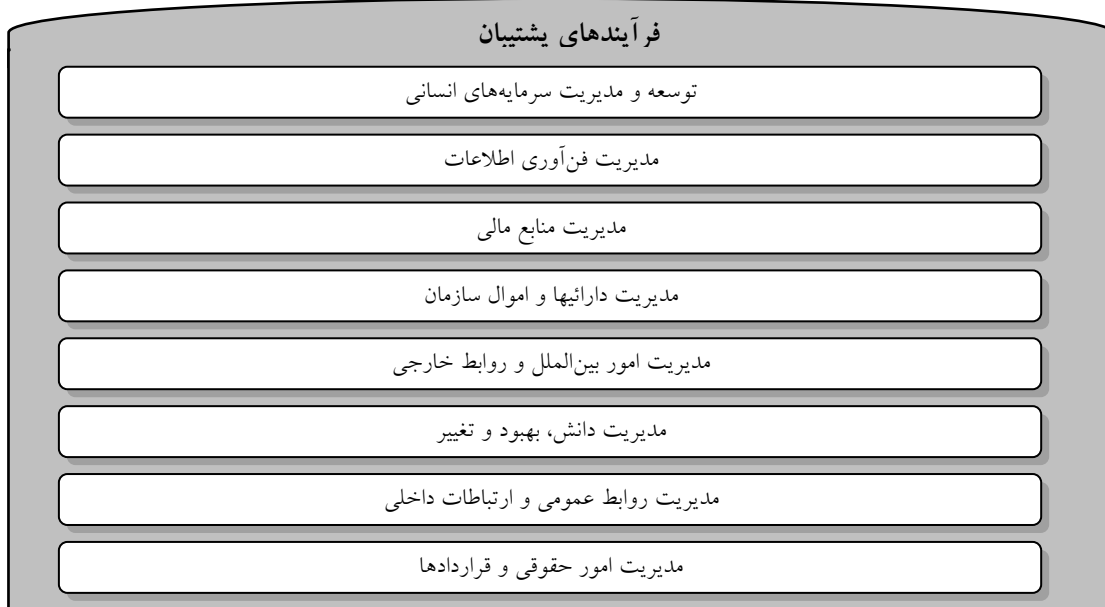 فرآیندهای پشتیبان
توسعه و مدیریت سرمایه‌های انسانی
مدیریت فن‌آوری اطلاعات
مدیریت منابع مالی
مدیریت دارائیها و اموال سازمان
مدیریت امور بین‌الملل و روابط خارجی
مدیریت دانش، بهبود و تغییر
مدیریت روابط عمومی و ارتباطات داخلی
مدیریت امور حقوقی و قراردادها